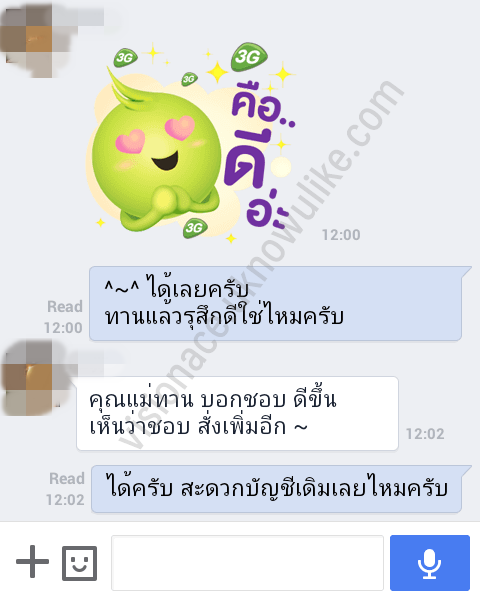 3G
3G
3G
3G
คือ..
ดี
อ่ะ
12:00
^~^ ได้เลยครับ
ทานแล้วรู้สึกดีใช่ไหมครับ
Read
12:00
คุณแม่ทาน บอกชอบ ดีขึ้น
เห็นว่าชอบ สั่งเพิ่มอีก ~
12:02
Read
12:02
ได้ครับ สะดวกบัญชีเดิมเลยไหมครับ
visionace.uknowulike.com